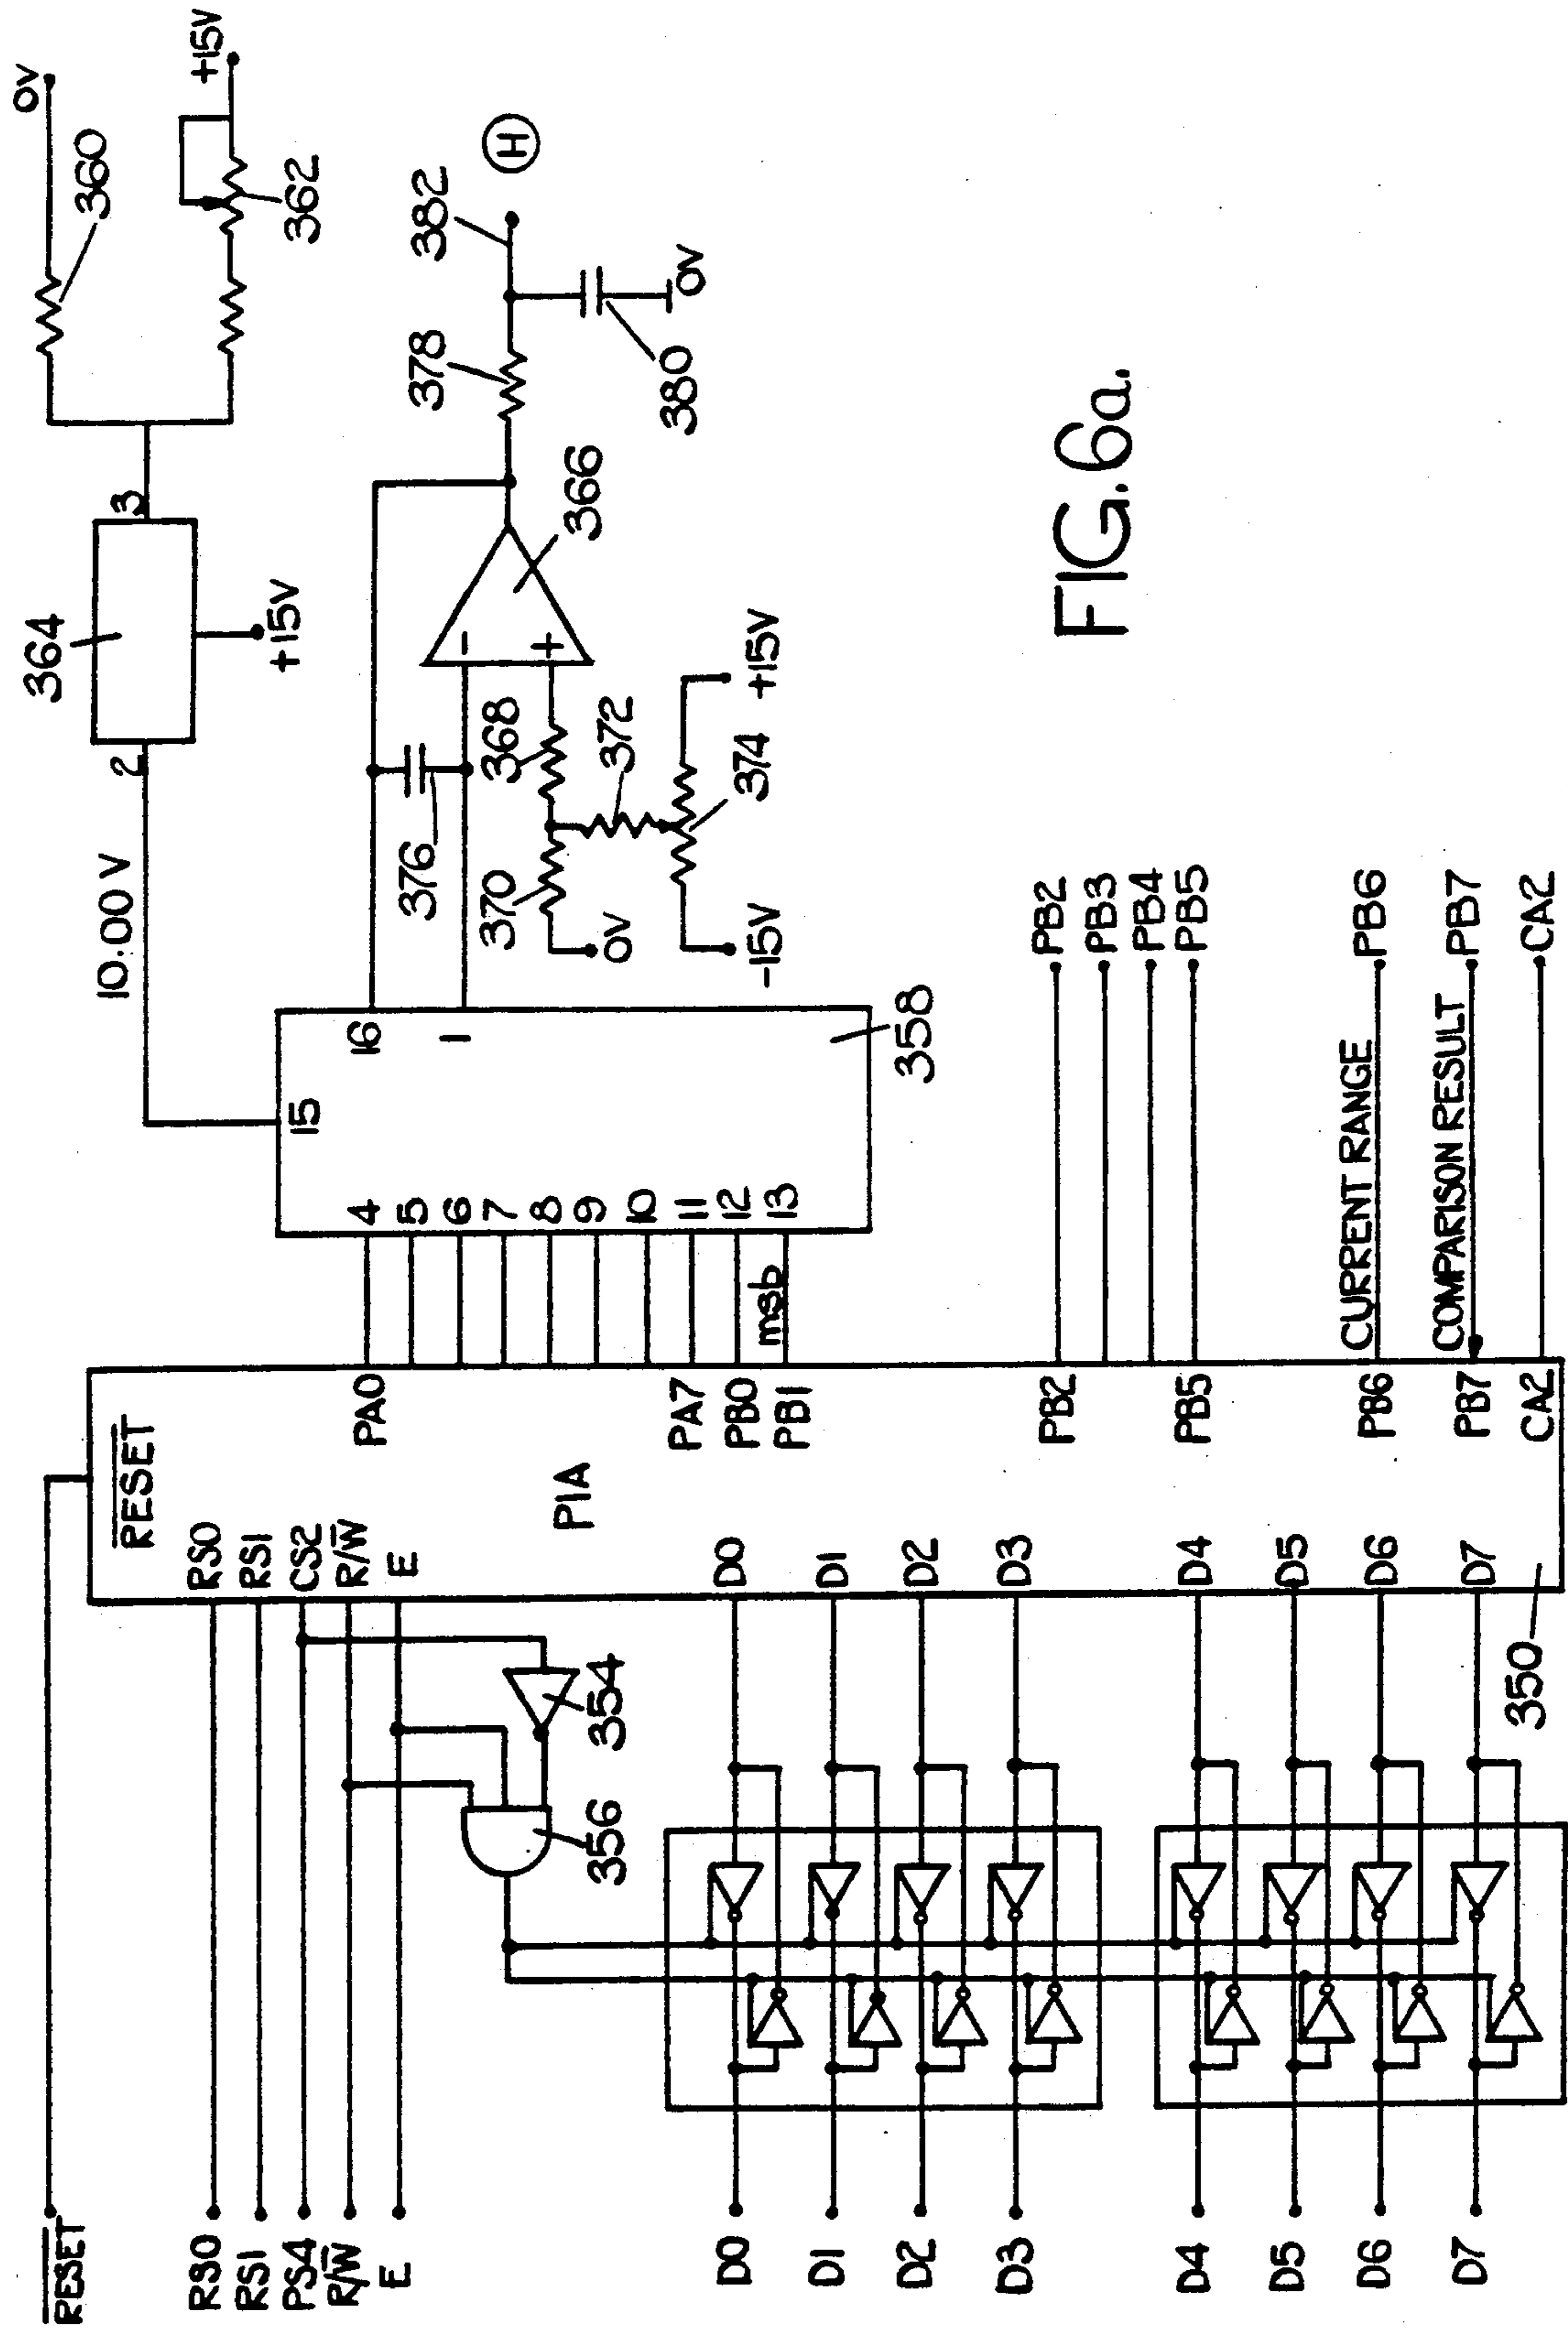 RESET
RS0
RS1
PS4
R/W
E
D0
D1
D2
D3
D4
D5
D6
D7
356
354
RESET
RS0
RS1
CS2
R/W
E
D0
D1
D2
D3
D4
D5
D6
D7
350
PIA
PA0
PA7
PB0
PB1
PB2
PB5
PB6
PB7
CA2
msb
4
5
6
7
8
9
10
11
12
13
15
16
1
358
CURRENT RANGE
COMPARISON RESULT
PB2
PB3
PB4
PB5
PB6
PB7
CA2
10.00 V
2
364
3
+15V
0V
360
+15V
362
376
370
0V
368
372
374
-15V
+15V
-
+
366
378
380
0V
382
H
FIG. 6a.